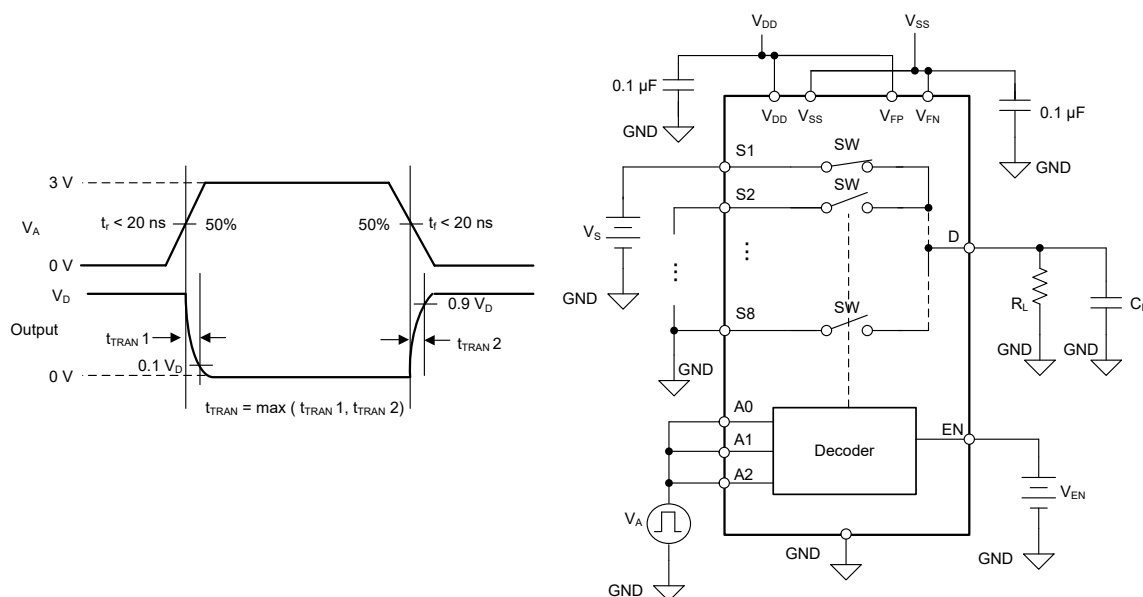 3 V
V_A
t_r < 20 ns
50%
50%
t_f < 20 ns
0 V
V_D
0.9 V_D
Output
t_TRAN 1
t_TRAN 2
0.1 V_D
0 V
t_TRAN = max ( t_TRAN 1, t_TRAN 2)
V_DD
V_SS
0.1 µF
0.1 µF
GND
V_DD
V_SS
V_FP
V_FN
GND
S1
SW
S2
SW
V_S
...
...
D
GND
S8
SW
R_L
GND
GND
GND
A0
A1
Decoder
EN
A2
V_EN
V_A
GND
GND
GND